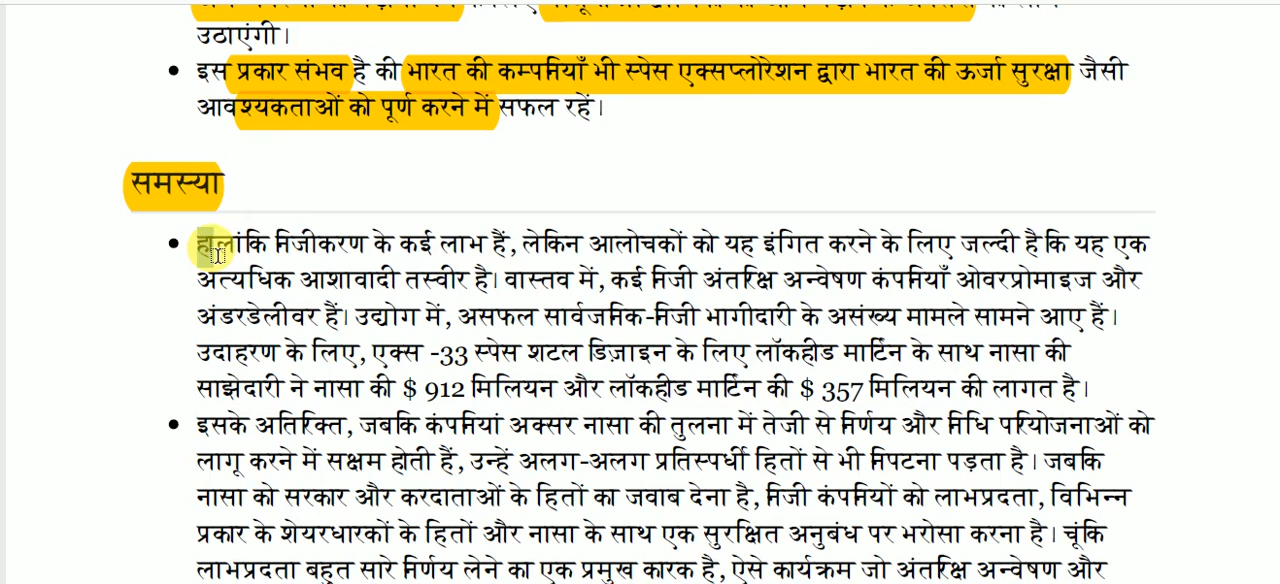 उठाएंगी।
इस प्रकार संभव है की भारत की कम्पनियाँ भी स्पेस एक्सप्लोरेशन द्वारा भारत की ऊर्जा सुरक्षा जैसी
आवश्यकताओं को पूर्ण करने में सफल रहें।
समस्या
हालांकि निजीकरण के कई लाभ हैं, लेकिन आलोचकों को यह इंगित करने के लिए जल्दी है कि यह एक
अत्यधिक आशावादी तस्वीर है। वास्तव में, कई निजी अंतरिक्ष अन्वेषण कंपनियाँ ओवरप्रोमाइज और
अंडरडेलीवर हैं। उद्योग में, असफल सार्वजनिक-निजी भागीदारी के असंख्य मामले सामने आए हैं।
उदाहरण के लिए, एक्स -33 स्पेस शटल डिज़ाइन के लिए लॉकहीड मार्टिन के साथ नासा की
साझेदारी ने नासा की $ 912 मिलियन और लॉकहीड मार्टिन की $ 357 मिलियन की लागत है।
इसके अतिरिक्त, जबकि कंपनियां अक्सर नासा की तुलना में तेजी से निर्णय और निधि परियोजनाओं को
लागू करने में सक्षम होती हैं, उन्हें अलग-अलग प्रतिस्पर्धी हितों से भी निपटना पड़ता है। जबकि
नासा को सरकार और करदाताओं के हितों का जवाब देना है, निजी कंपनियों को लाभप्रदता, विभिन्न
प्रकार के शेयरधारकों के हितों और नासा के साथ एक सुरक्षित अनुबंध पर भरोसा करना है। चूंकि
लाभप्रदता बहुत सारे निर्णय लेने का एक प्रमुख कारक है, ऐसे कार्यक्रम जो अंतरिक्ष अन्वेषण और